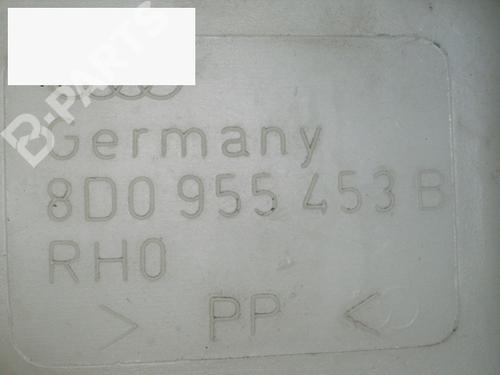 B-PARTS
Germany
8D0 955 453 B
RH0
> PP <